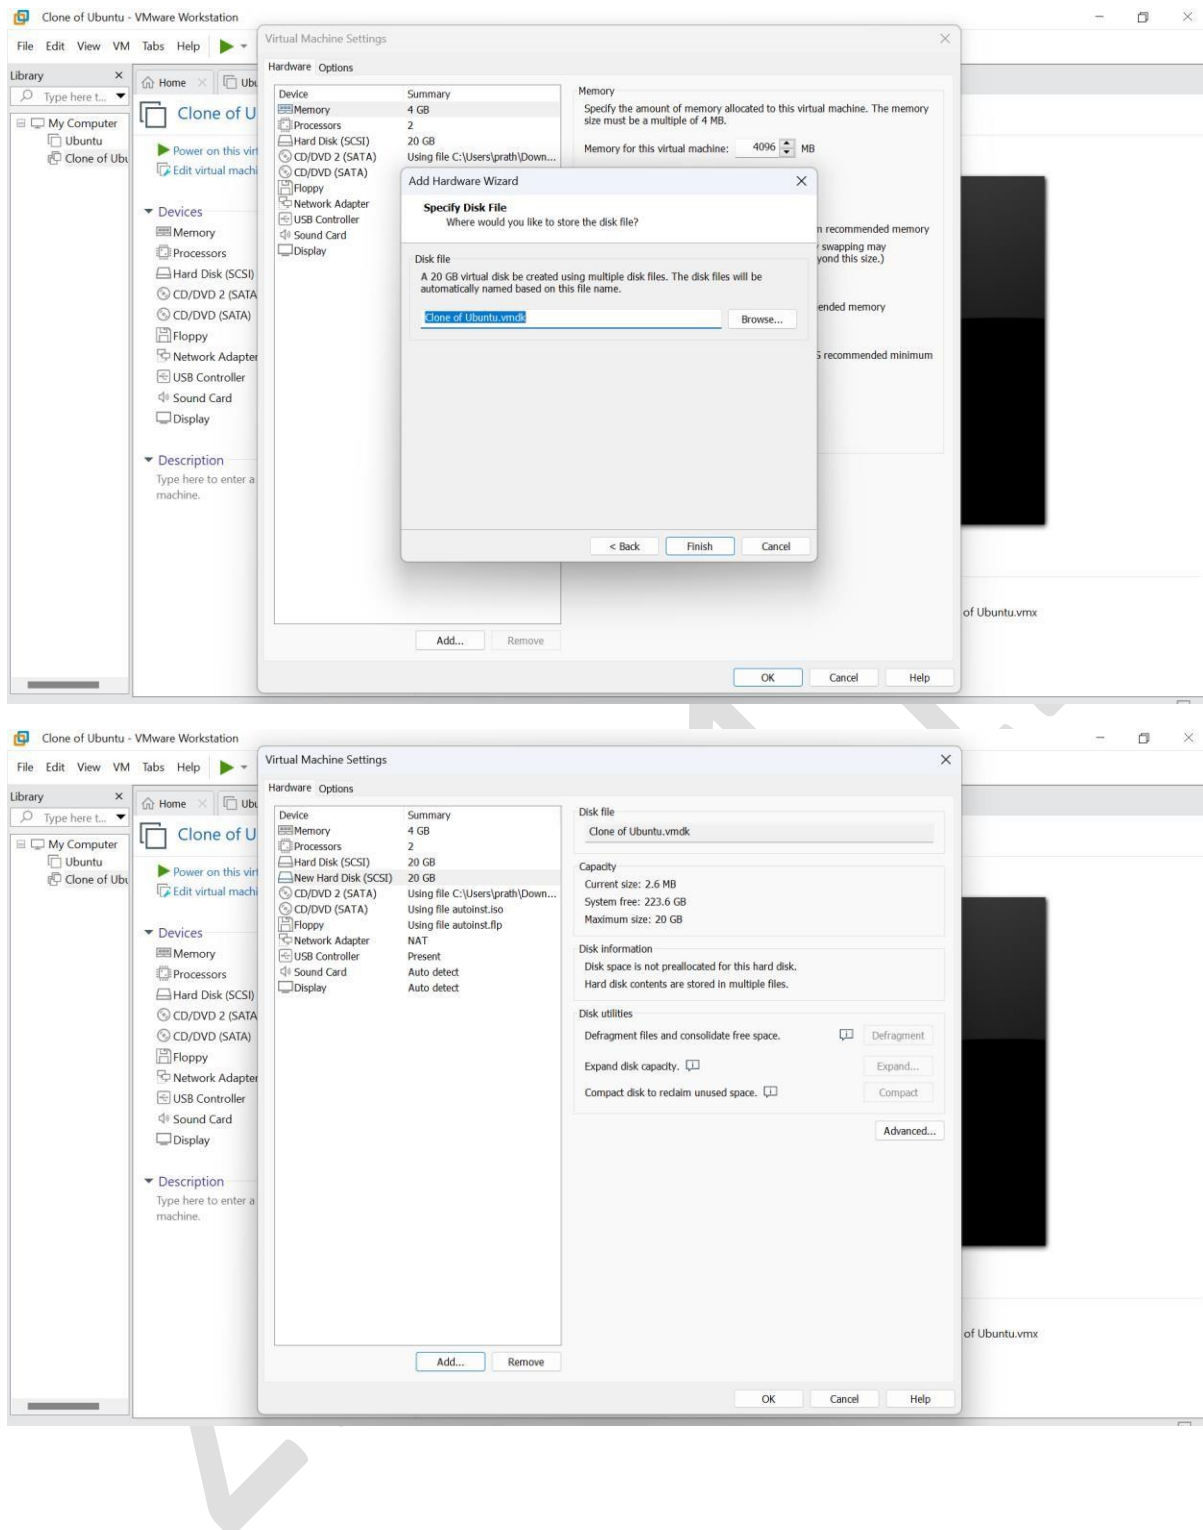 Clone of Ubuntu - VMware Workstation
File Edit View VM Tabs Help
Library
Type here t...
My Computer
Ubuntu
Clone of Ubu
Home
Ubu
Clone of U
Power on this virt
Edit virtual machi
Devices
Memory
Processors
Hard Disk (SCSI)
CD/DVD 2 (SATA
CD/DVD (SATA)
Floppy
Network Adapter
USB Controller
Sound Card
Display
Description
Type here to enter a
machine.
Virtual Machine Settings
Hardware Options
Device Summary
Memory 4 GB
Processors 2
Hard Disk (SCSI) 20 GB
CD/DVD 2 (SATA) Using file C:\Users\prath\Down...
CD/DVD (SATA)
Floppy
Network Adapter
USB Controller
Sound Card
Display
Memory
Specify the amount of memory allocated to this virtual machine. The memory
size must be a multiple of 4 MB.
Memory for this virtual machine: 4096 MB
recommended memory
swapping may
yond this size.)
ended memory
recommended minimum
Add Hardware Wizard
Specify Disk File
Where would you like to store the disk file?
Disk file
A 20 GB virtual disk be created using multiple disk files. The disk files will be
automatically named based on this file name.
Clone of Ubuntu.vmdk Browse...
< Back Finish Cancel
Add... Remove
OK Cancel Help
of Ubuntu.vmx
Clone of Ubuntu - VMware Workstation
File Edit View VM Tabs Help
Library
Type here t...
My Computer
Ubuntu
Clone of Ubu
Home
Ubu
Clone of U
Power on this virt
Edit virtual machi
Devices
Memory
Processors
Hard Disk (SCSI)
CD/DVD 2 (SATA
CD/DVD (SATA)
Floppy
Network Adapter
USB Controller
Sound Card
Display
Description
Type here to enter a
machine.
Virtual Machine Settings
Hardware Options
Device Summary
Memory 4 GB
Processors 2
Hard Disk (SCSI) 20 GB
New Hard Disk (SCSI) 20 GB
CD/DVD 2 (SATA) Using file C:\Users\prath\Down...
CD/DVD (SATA) Using file autoinst.iso
Floppy Using file autoinst.flp
Network Adapter NAT
USB Controller Present
Sound Card Auto detect
Display Auto detect
Disk file
Clone of Ubuntu.vmdk
Capacity
Current size: 2.6 MB
System free: 223.6 GB
Maximum size: 20 GB
Disk information
Disk space is not preallocated for this hard disk.
Hard disk contents are stored in multiple files.
Disk utilities
Defragment files and consolidate free space. Defragment
Expand disk capacity. Expand...
Compact disk to reclaim unused space. Compact
Advanced...
Add... Remove
OK Cancel Help
of Ubuntu.vmx